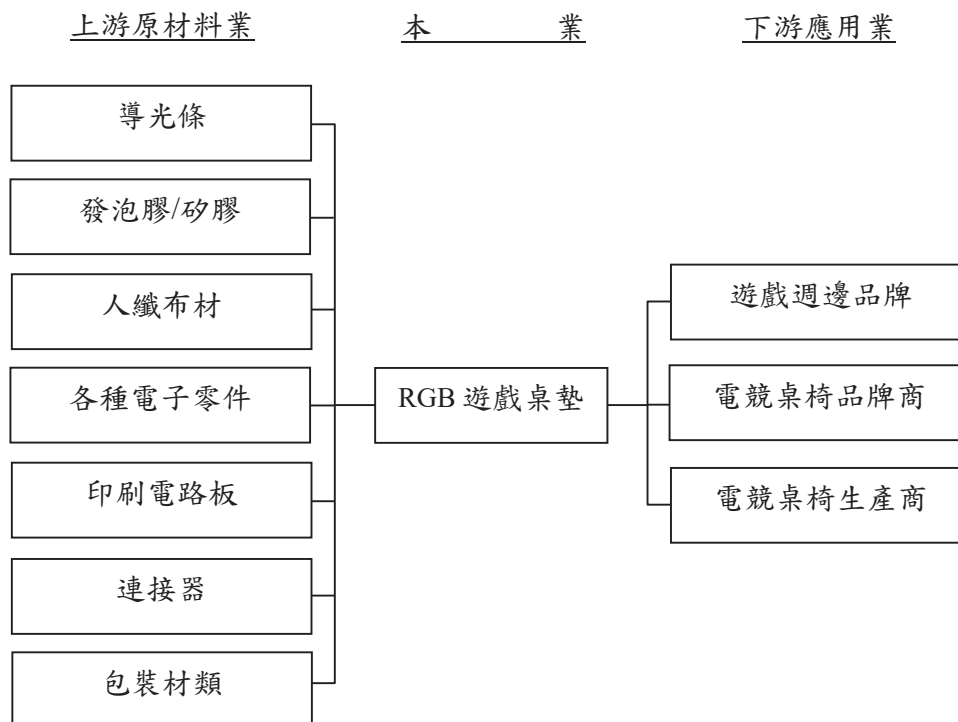 上游原材料業
本 業
下游應用業
導光條
發泡膠/矽膠
人纖布材
各種電子零件
印刷電路板
連接器
包裝材類
RGB 遊戲桌墊
遊戲週邊品牌
電競桌椅品牌商
電競桌椅生產商